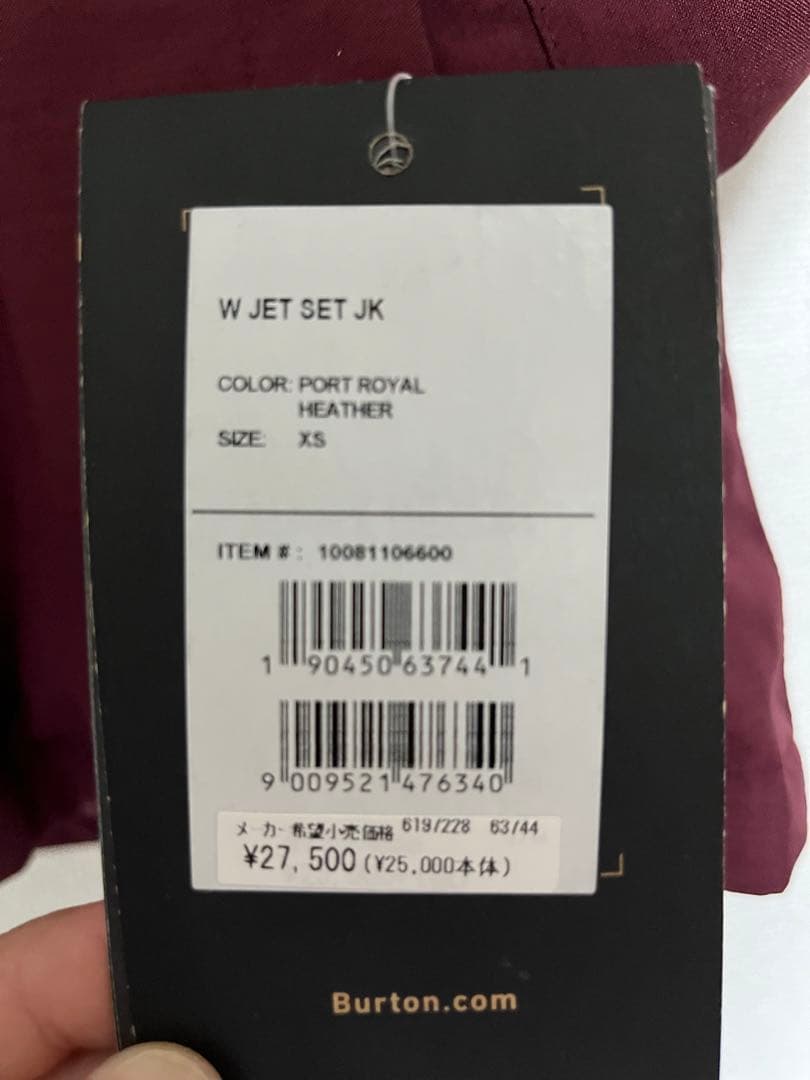 W JET SET JK
COLOR: PORT ROYAL
HEATHER
SIZE: XS
ITEM # : 10081106600
1 90450 63744 1
9 009521 476340
メーカー希望小売価格 619/228 63/44
¥27,500 (¥25,000本体)
Burton.com